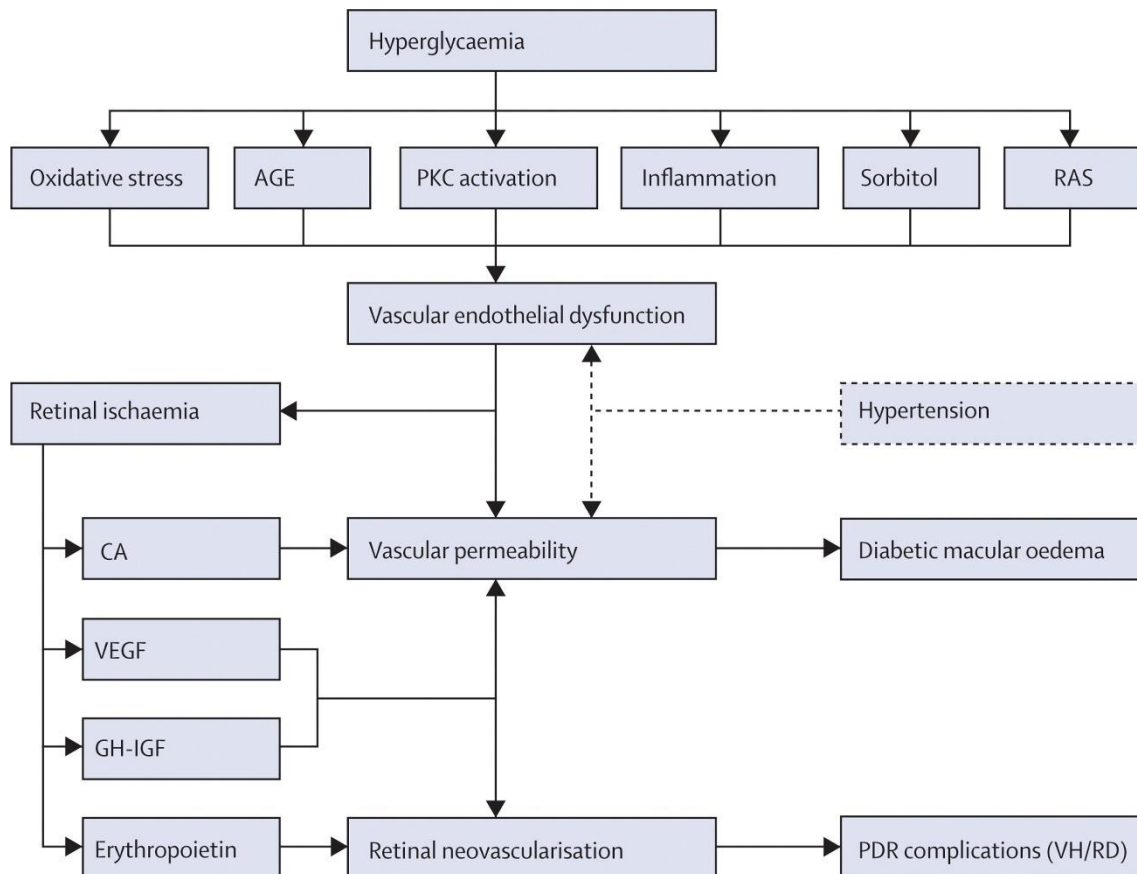 Hyperglycaemia
Oxidative stress
AGE
PKC activation
Inflammation
Sorbitol
RAS
Vascular endothelial dysfunction
Retinal ischaemia
Hypertension
CA
Vascular permeability
Diabetic macular oedema
VEGF
GH-IGF
Erythropoietin
Retinal neovascularisation
PDR complications (VH/RD)